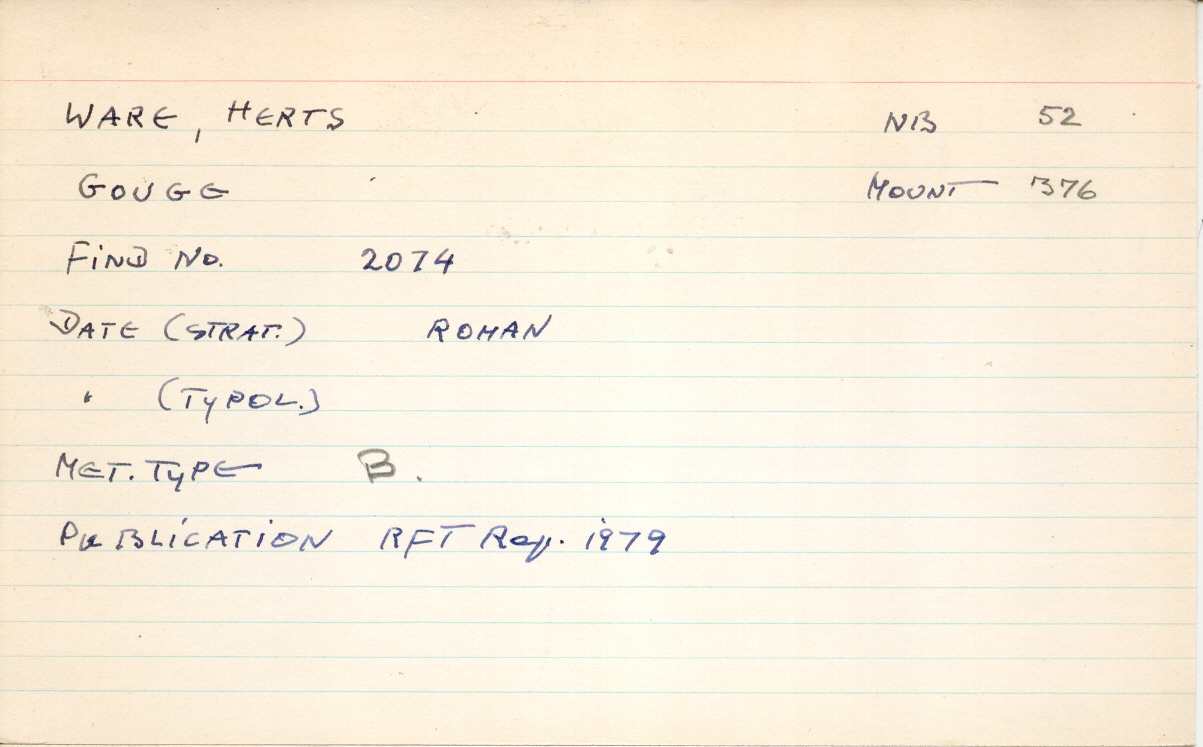 WARE, HERTS NB 52
GOUGE MOUNT 376
FIND No. 2074
DATE (STRAT.) ROMAN
" (TYPOL.)
MET. TYPE B.
PUBLICATION RFT Rep. 1979